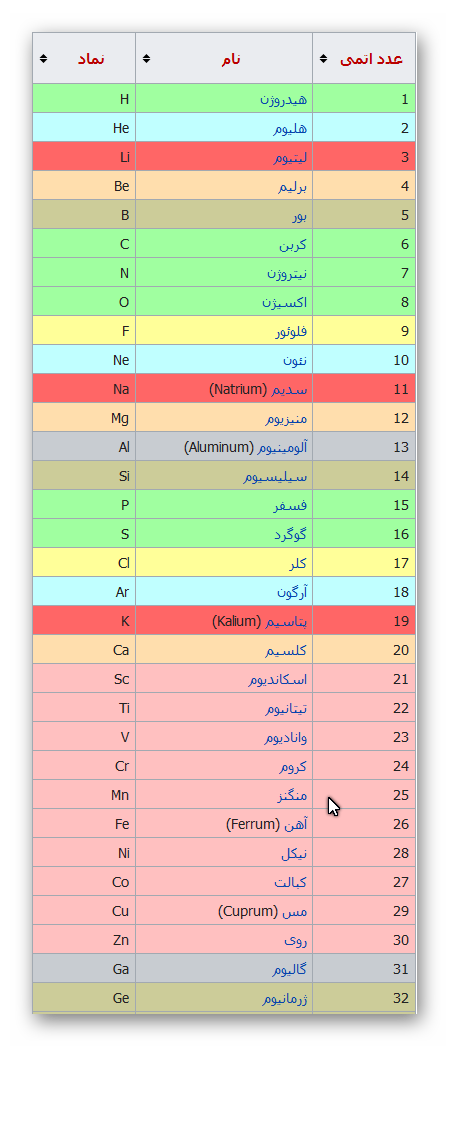 عدد اتمی نام نماد
1 هیدروژن H
2 هلیوم He
3 لیتیوم Li
4 برلیم Be
5 بور B
6 کربن C
7 نیتروژن N
8 اکسیژن O
9 فلوئور F
10 نئون Ne
11 سدیم (Natrium) Na
12 منیزیوم Mg
13 آلومینیوم (Aluminum) Al
14 سیلیسیوم Si
15 فسفر P
16 گوگرد S
17 کلر Cl
18 آرگون Ar
19 پتاسیم (Kalium) K
20 کلسیم Ca
21 اسکاندیوم Sc
22 تیتانیوم Ti
23 وانادیوم V
24 کروم Cr
25 منگنز Mn
26 آهن (Ferrum) Fe
28 نیکل Ni
27 کبالت Co
29 مس (Cuprum) Cu
30 روی Zn
31 گالیوم Ga
32 ژرمانیوم Ge